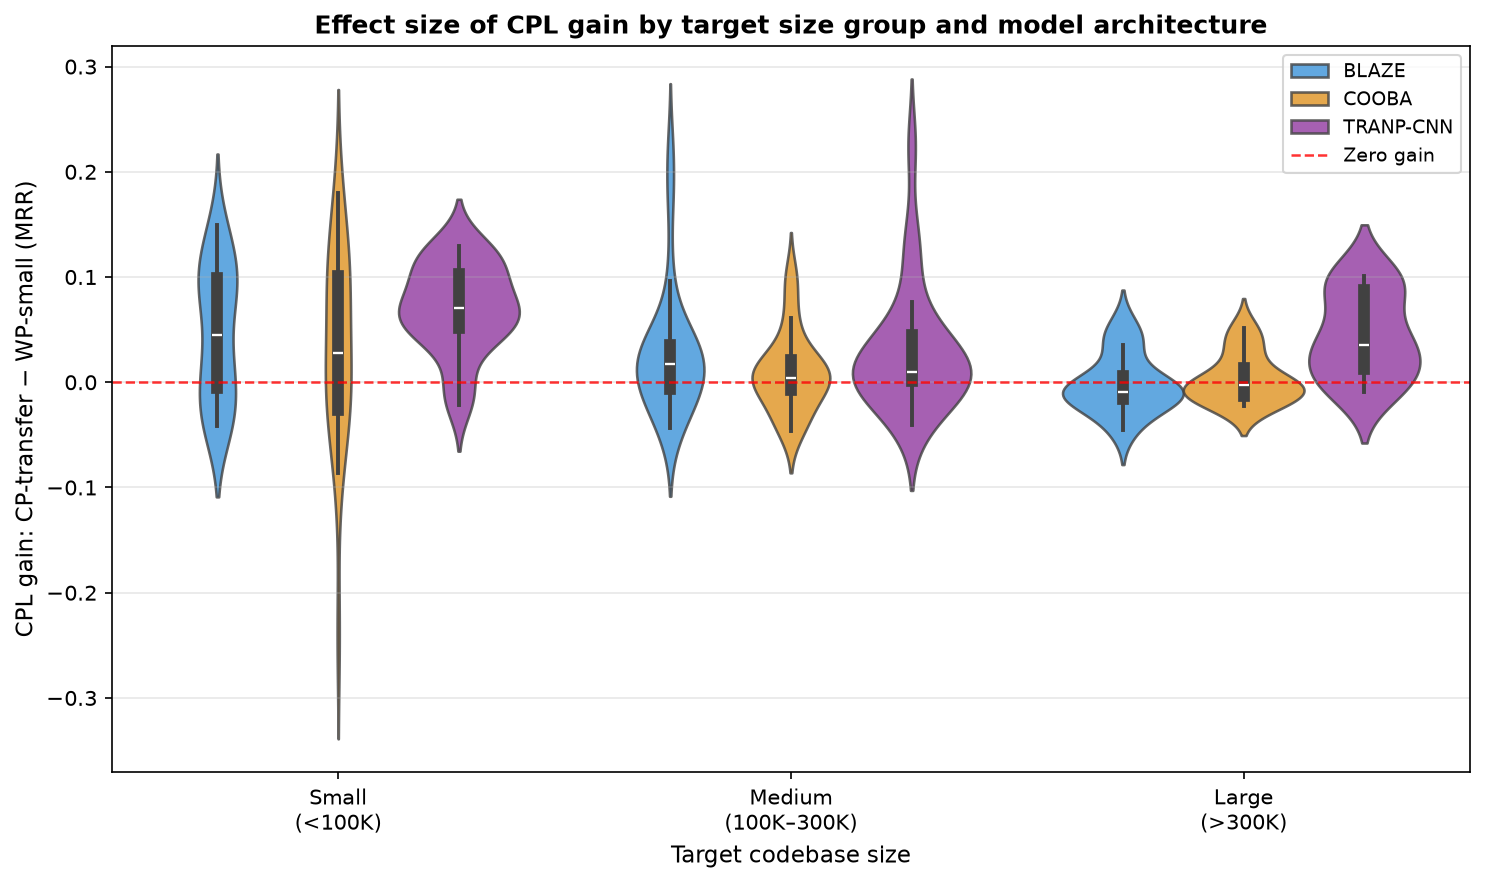 Effect size of CPL gain by target size group and model architecture
CPL gain: CP-transfer − WP-small (MRR)
0.3
0.2
0.1
0.0
−0.1
−0.2
−0.3
BLAZE
COOBA
TRANP-CNN
Zero gain
Small
(<100K)
Medium
(100K–300K)
Large
(>300K)
Target codebase size